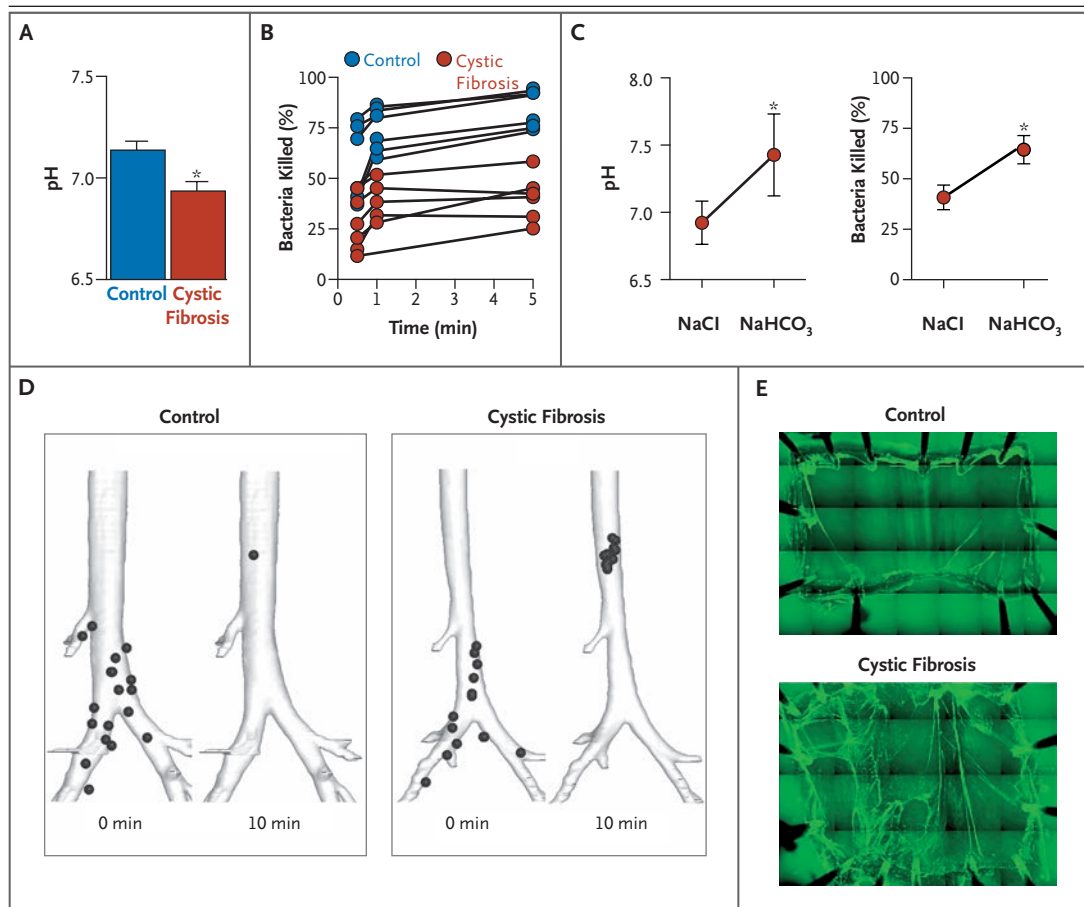 A
7.5
7.0
6.5
pH
*
Control
Cystic
Fibrosis
B
Control
Cystic
Fibrosis
100
75
50
25
0
Bacteria Killed (%)
0 1 2 3 4 5
Time (min)
C
8.0
7.5
7.0
6.5
pH
*
NaCl NaHCO₃
100
75
50
25
0
Bacteria Killed (%)
*
NaCl NaHCO₃
D
Control
0 min 10 min
Cystic Fibrosis
0 min 10 min
E
Control
Cystic Fibrosis